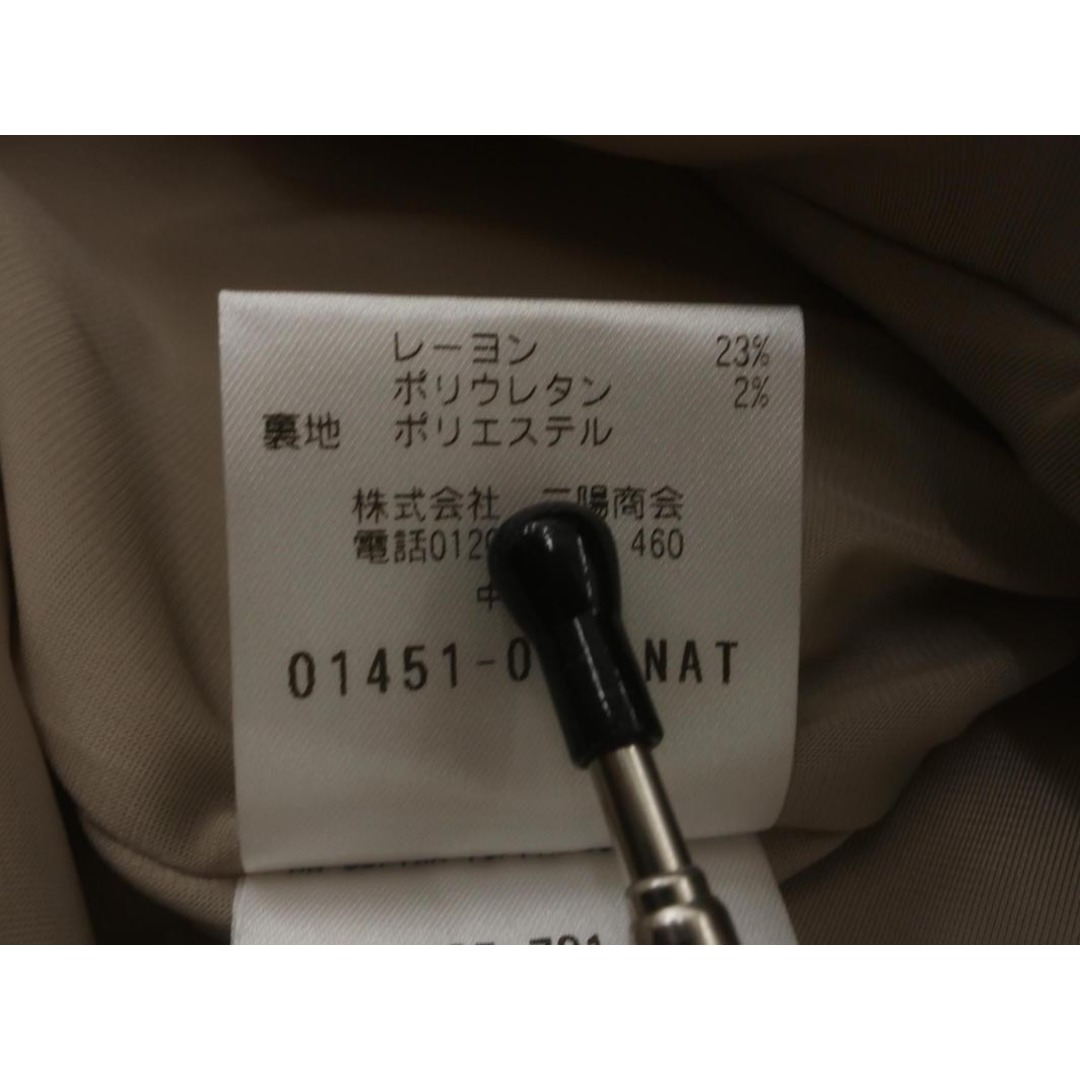 レーヨン 23%
ポリウレタン 2%
裏地 ポリエステル
株式会社 三陽商会
電話012 460
中
01451-0 NAT